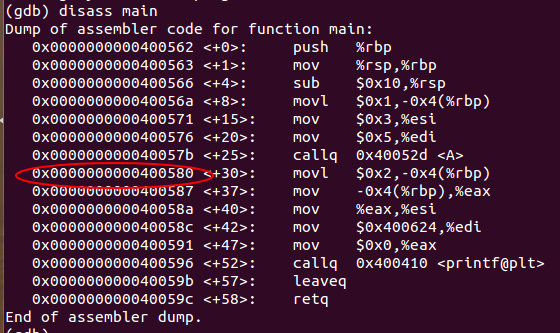 (gdb) disass main
Dump of assembler code for function main:
0x0000000000400562 <+0>: push %rbp
0x0000000000400563 <+1>: mov %rsp,%rbp
0x0000000000400566 <+4>: sub $0x10,%rsp
0x000000000040056a <+8>: movl $0x1,-0x4(%rbp)
0x0000000000400571 <+15>: mov $0x3,%esi
0x0000000000400576 <+20>: mov $0x5,%edi
0x000000000040057b <+25>: callq 0x40052d <A>
0x0000000000400580 <+30>: movl $0x2,-0x4(%rbp)
0x0000000000400587 <+37>: mov -0x4(%rbp),%eax
0x000000000040058a <+40>: mov %eax,%esi
0x000000000040058c <+42>: mov $0x400624,%edi
0x0000000000400591 <+47>: mov $0x0,%eax
0x0000000000400596 <+52>: callq 0x400410 <printf@plt>
0x000000000040059b <+57>: leaveq
0x000000000040059c <+58>: retq
End of assembler dump.
(gdb)